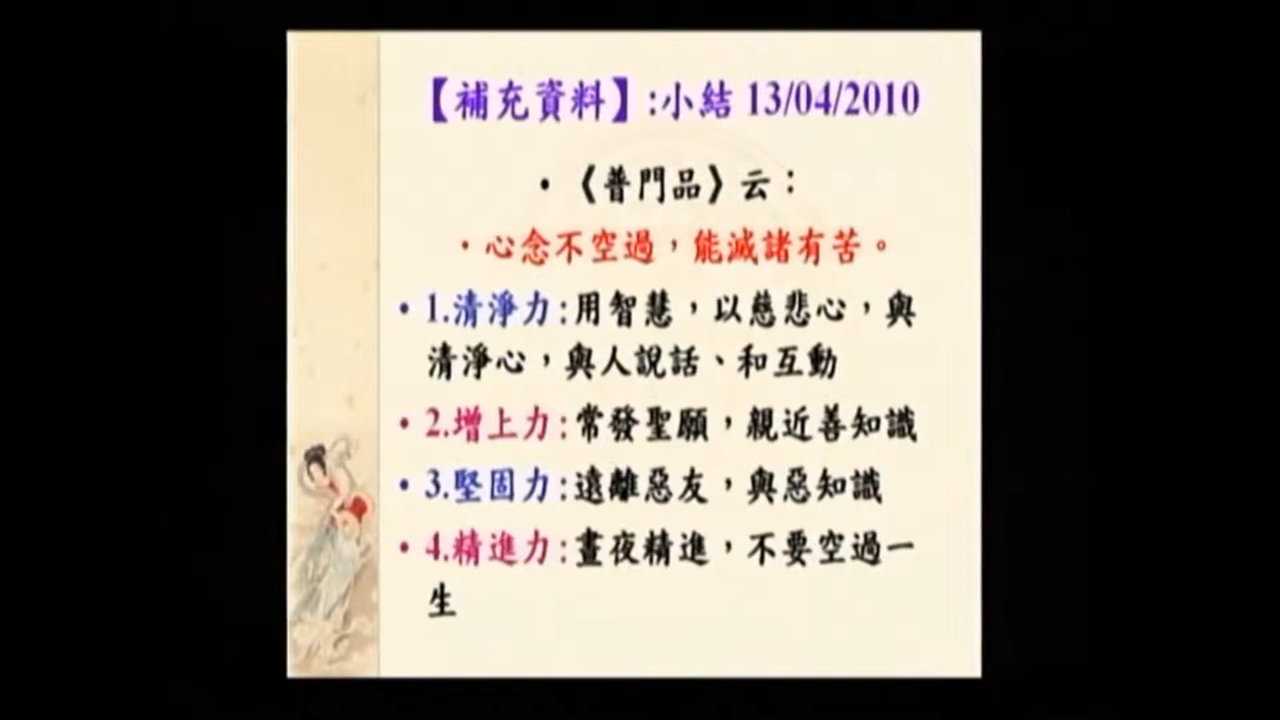 【補充資料】:小結 13/04/2010
• 《普門品》云：
• 心念不空過，能滅諸有苦。
• 1.清淨力:用智慧，以慈悲心，與
清淨心，與人說話、和互動
• 2.增上力:常發聖願，親近善知識
• 3.堅固力:遠離惡友，與惡知識
• 4.精進力:晝夜精進，不要空過一
生